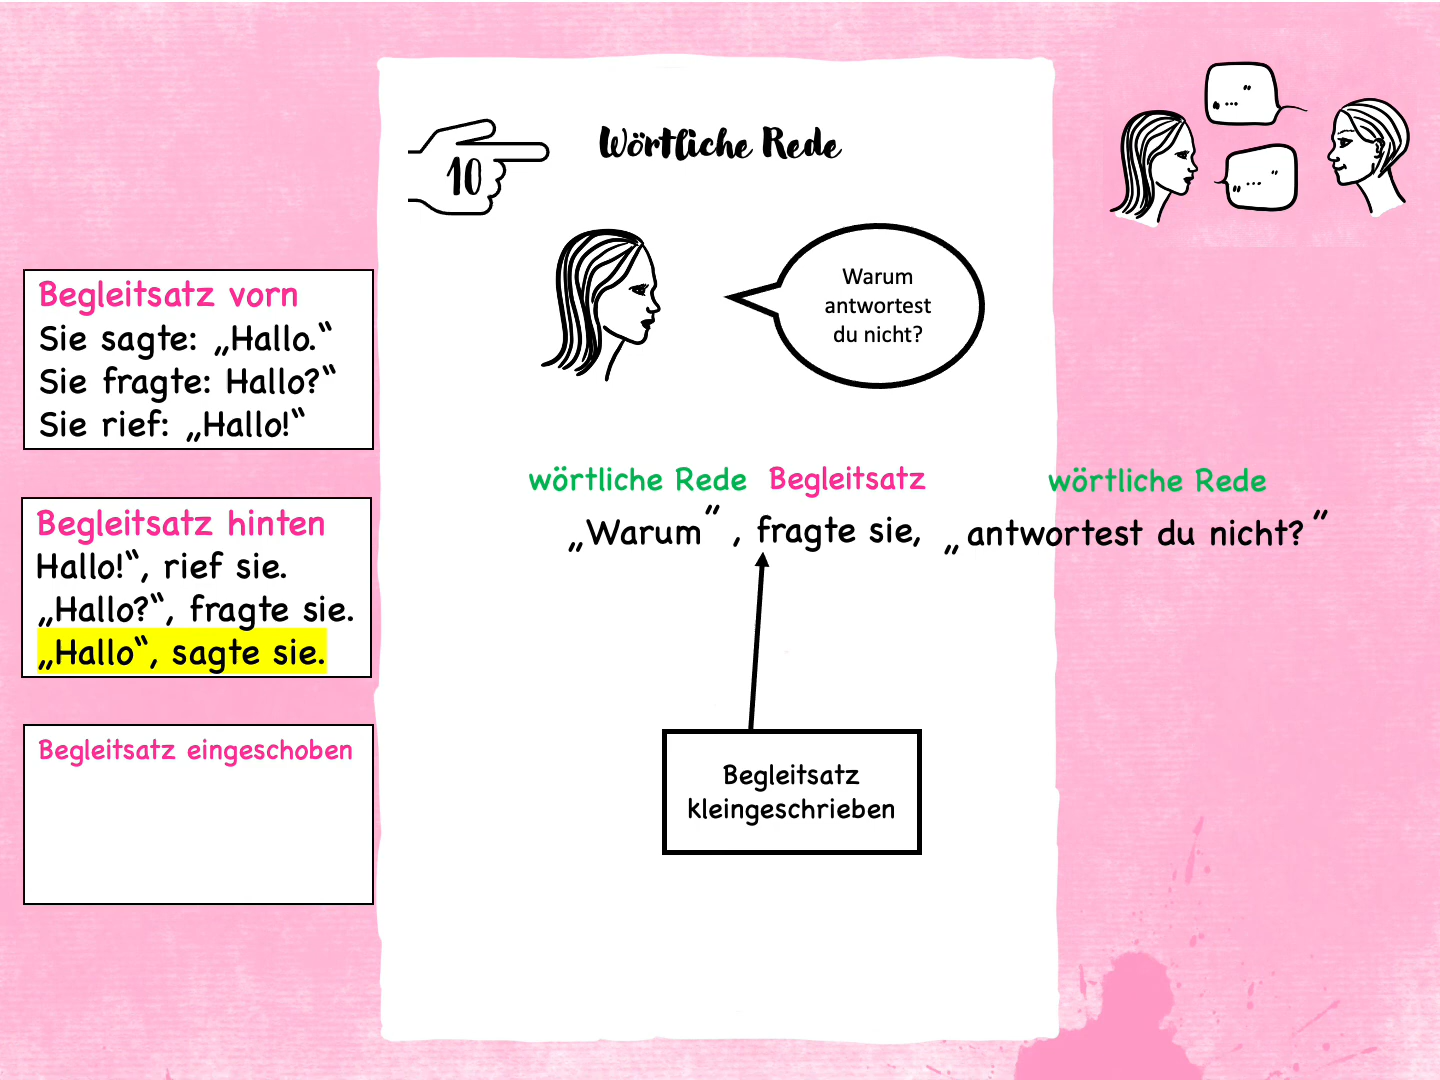 Wörtliche Rede
10
„ ... "
„ ... "
Warum
antwortest
du nicht?
Begleitsatz vorn
Sie sagte: „Hallo.“
Sie fragte: Hallo?“
Sie rief: „Hallo!“
Begleitsatz hinten
Hallo!“, rief sie.
„Hallo?“, fragte sie.
„Hallo“, sagte sie.
Begleitsatz eingeschoben
wörtliche Rede Begleitsatz wörtliche Rede
„Warum”, fragte sie, „antwortest du nicht?”
Begleitsatz
kleingeschrieben